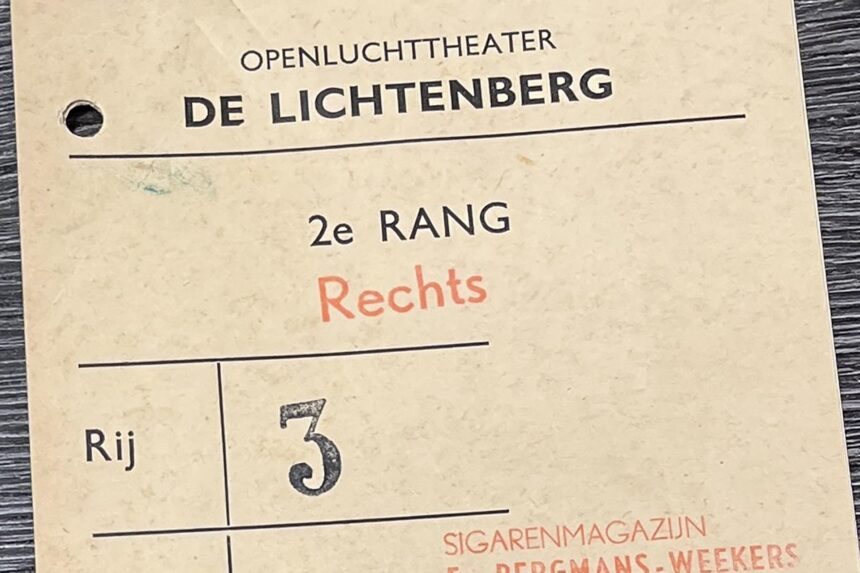 OPENLUCHTTHEATER
DE LICHTENBERG
2e RANG
Rechts
Rij
3
SIGARENMAGAZIJN
BERGMANS-WEEKERS